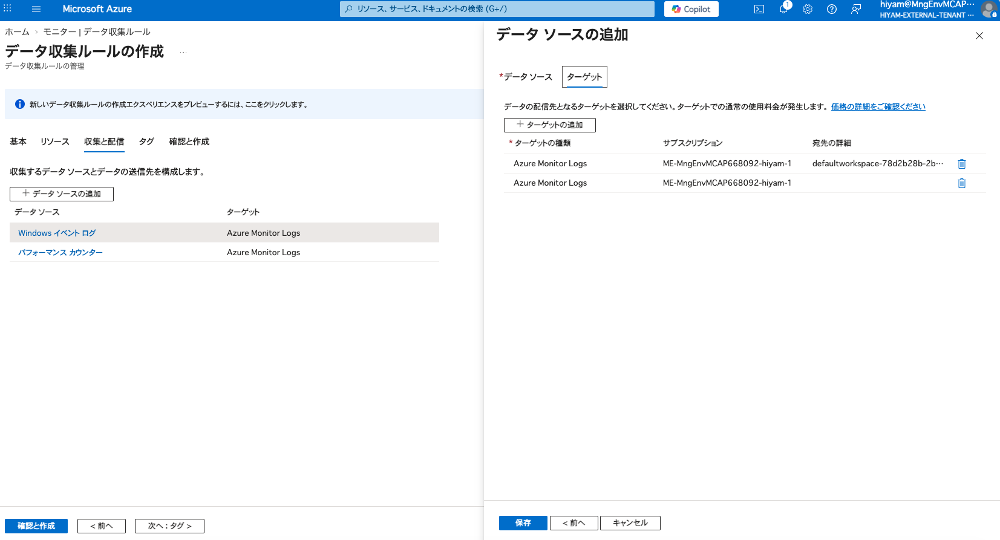 Microsoft Azure
リソース、サービス、ドキュメントの検索 (G+/)
Copilot
1
hiyam@MngEnvMCAP…
HIYAM-EXTERNAL-TENANT …
ホーム > モニター | データ収集ルール
データ収集ルールの作成 …
データ収集ルールの管理
新しいデータ収集ルールの作成エクスペリエンスをプレビューするには、ここをクリックします。
基本 リソース 収集と配信 タグ 確認と作成
収集するデータ ソースとデータの送信先を構成します。
+ データ ソースの追加
データ ソース ターゲット
Windows イベント ログ Azure Monitor Logs
パフォーマンス カウンター Azure Monitor Logs
確認と作成 < 前へ 次へ : タグ >
データ ソースの追加
*データ ソース ターゲット
データの配信先となるターゲットを選択してください。ターゲットでの通常の使用料金が発生します。 価格の詳細をご確認ください
+ ターゲットの追加
* ターゲットの種類 サブスクリプション 宛先の詳細
Azure Monitor Logs ME-MngEnvMCAP668092-hiyam-1 defaultworkspace-78d2b28b-2b…
Azure Monitor Logs ME-MngEnvMCAP668092-hiyam-1
保存 < 前へ キャンセル